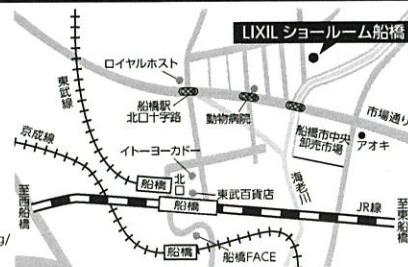 LIXIL ショールーム船橋
ロイヤルホスト
東武線
船橋駅
北口十字路
動物病院
市場通り
京成線
イトーヨーカドー
船橋市中央
卸売市場
アオキ
北口
船橋
東武百貨店
海老川
至西船橋
船橋
JR線
至東船橋
g/
船橋
船橋FACE